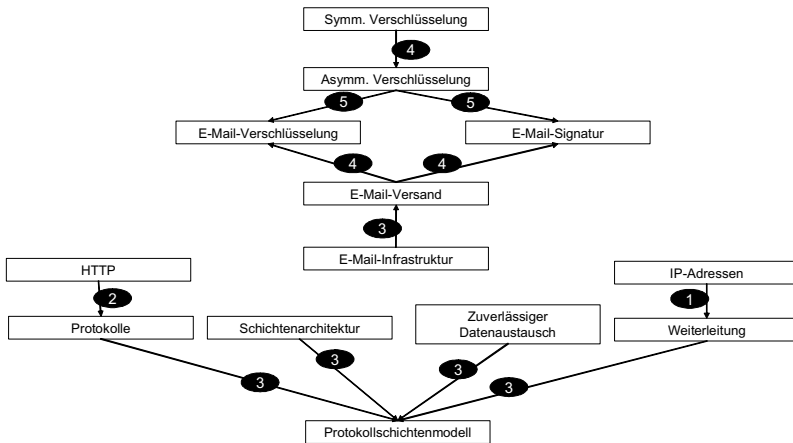 Symm. Verschlüsselung
4
Asymm. Verschlüsselung
5 5
E-Mail-Verschlüsselung E-Mail-Signatur
4 4
E-Mail-Versand
3
E-Mail-Infrastruktur
HTTP IP-Adressen
2 1
Protokolle Schichtenarchitektur Zuverlässiger
Datenaustausch Weiterleitung
3 3 3 3
Protokollschichtenmodell